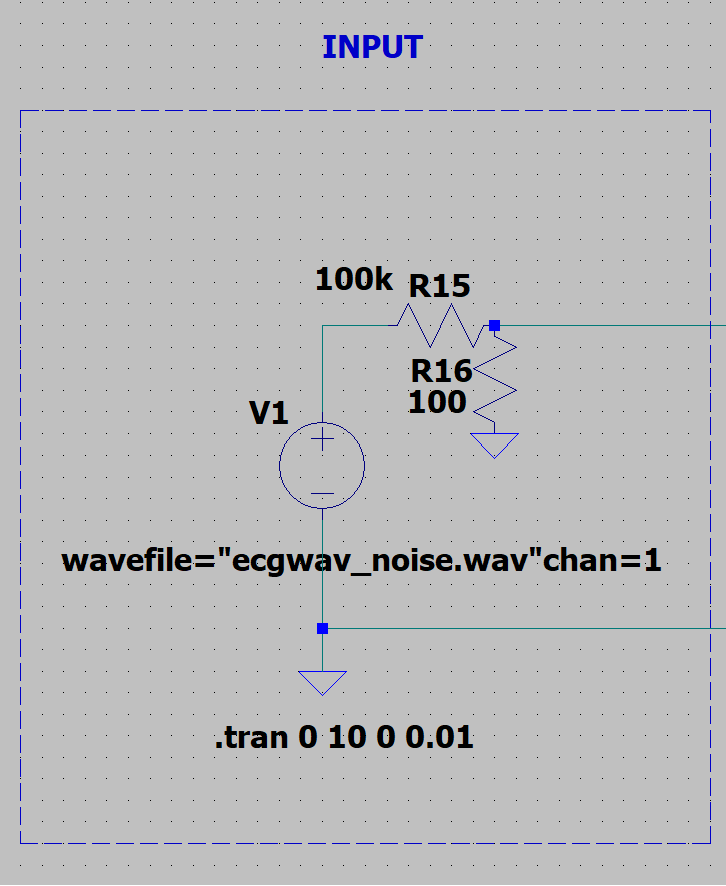 INPUT
100k R15
R16
100
V1
wavefile="ecgwav_noise.wav"chan=1
.tran 0 10 0 0.01